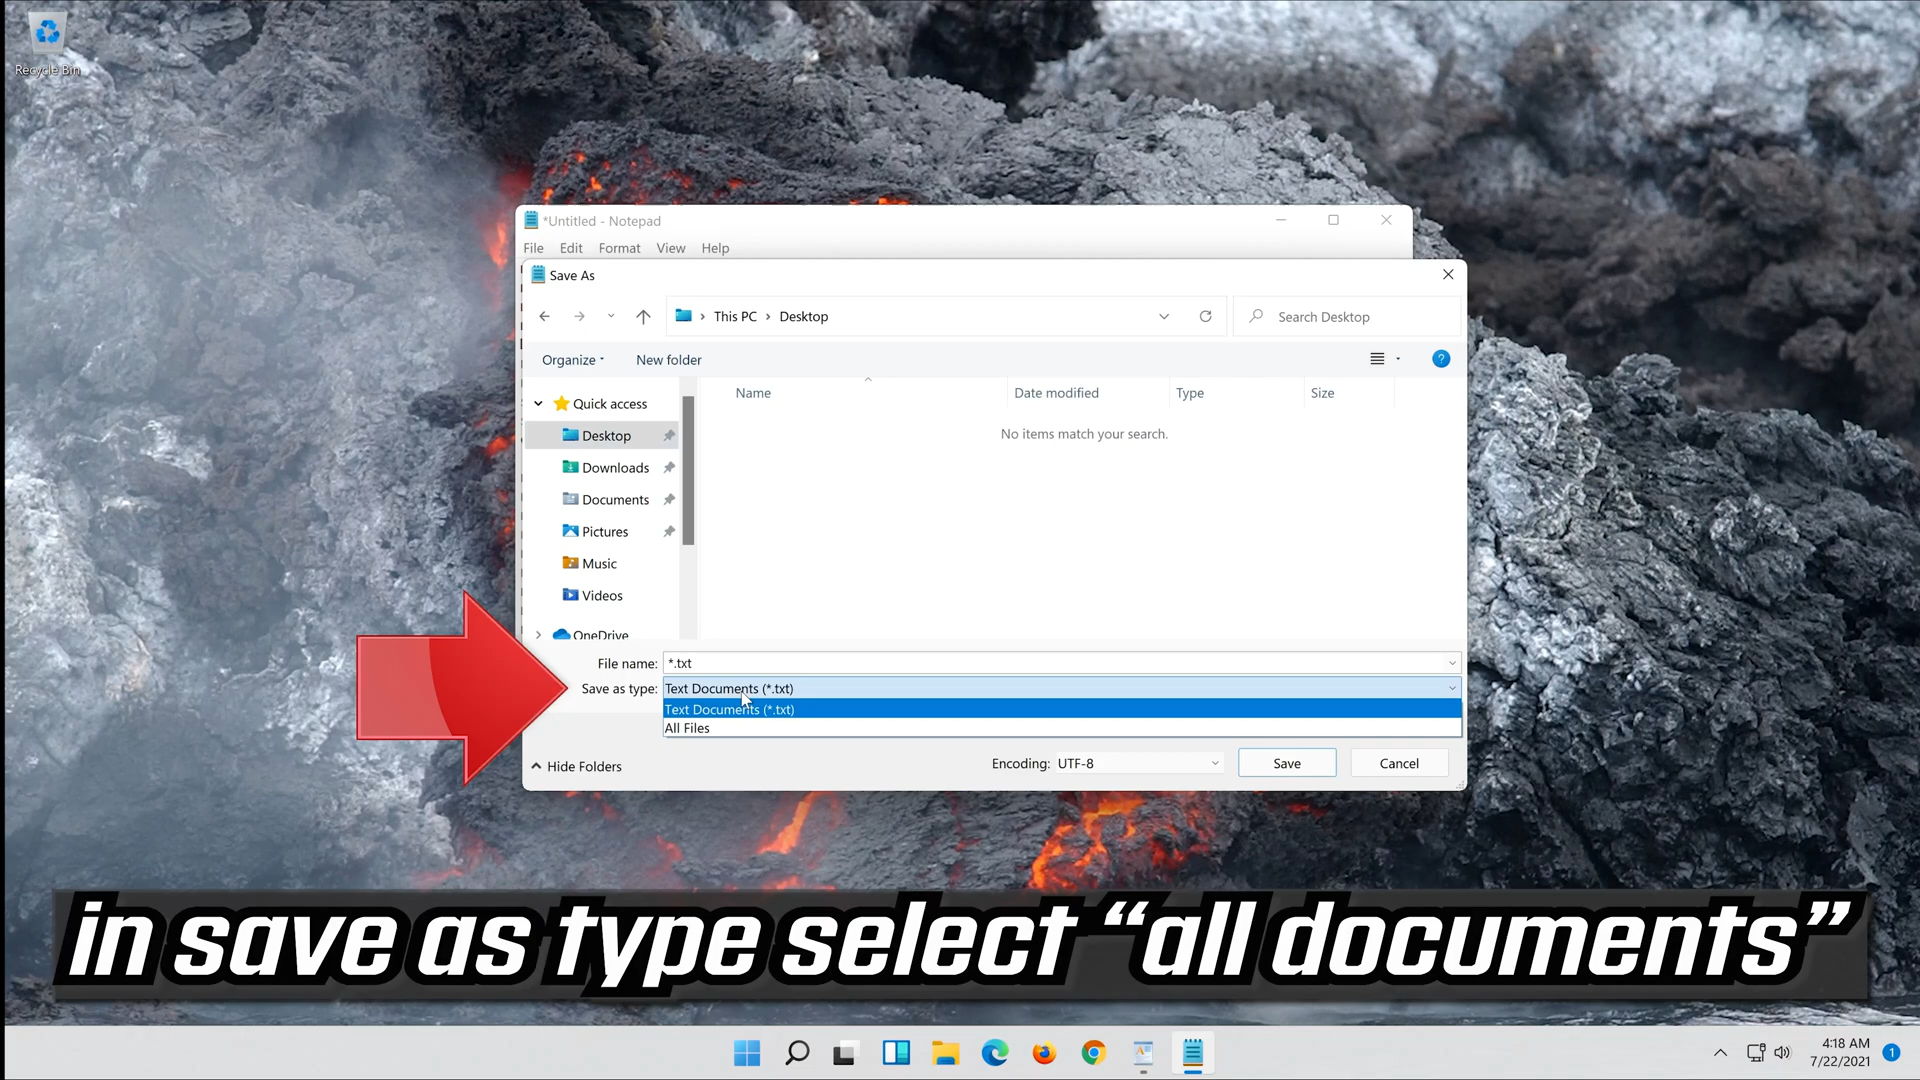 Recycle Bin
*Untitled - Notepad
File Edit Format View Help
Save As
This PC > Desktop
Search Desktop
Organize
New folder
Name
Date modified
Type
Size
No items match your search.
Quick access
Desktop
Downloads
Documents
Pictures
Music
Videos
OneDrive
File name: *.txt
Save as type: Text Documents (*.txt)
Text Documents (*.txt)
All Files
Hide Folders
Encoding: UTF-8
Save
Cancel
in save as type select “all documents”
4:18 AM
7/22/2021
1